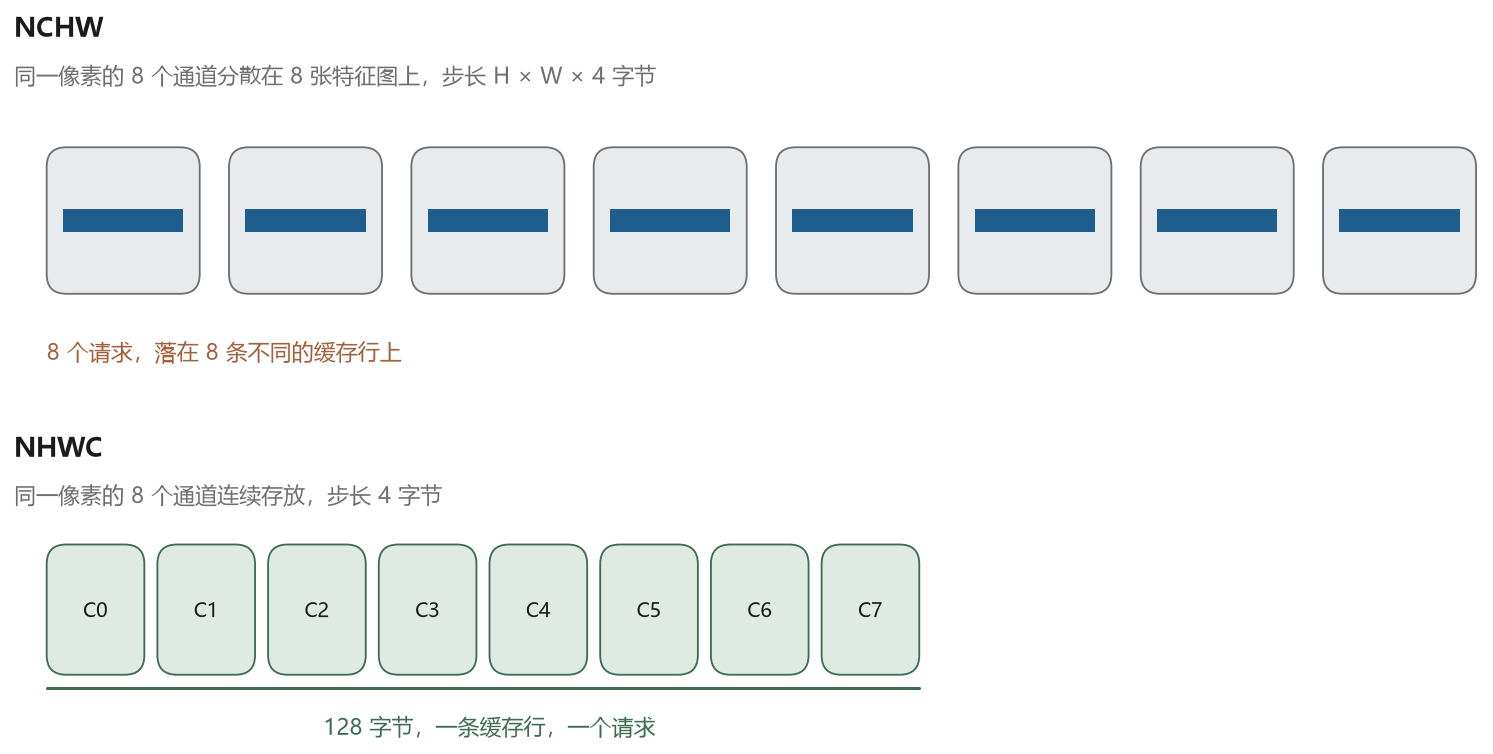 NCHW
同一像素的 8 个通道分散在 8 张特征图上，步长 H × W × 4 字节
8 个请求，落在 8 条不同的缓存行上
NHWC
同一像素的 8 个通道连续存放，步长 4 字节
C0 C1 C2 C3 C4 C5 C6 C7
128 字节，一条缓存行，一个请求